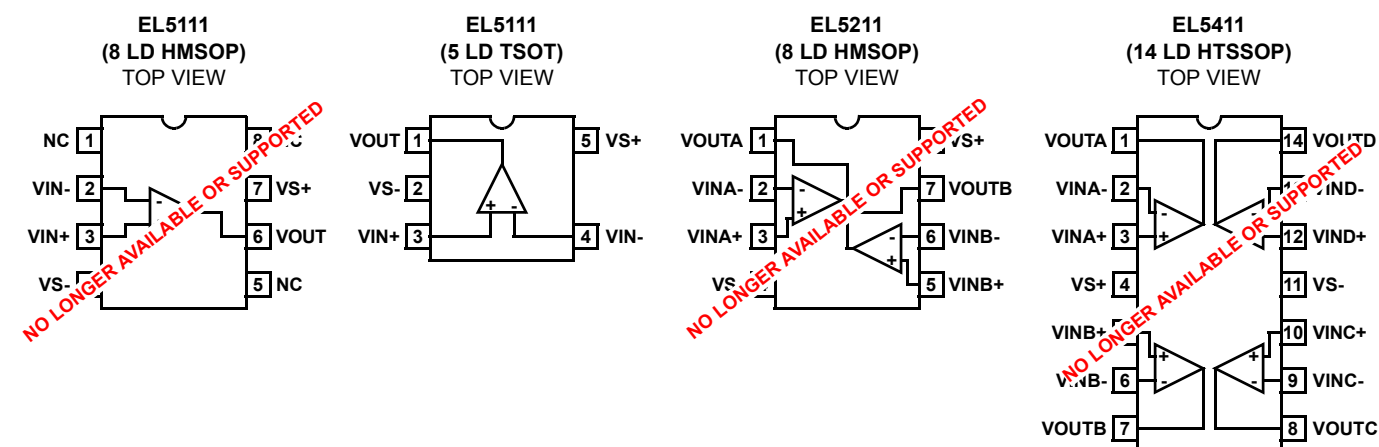 EL5111
(8 LD HMSOP)
TOP VIEW
NC 1
VIN- 2
VIN+ 3
VS-
7 VS+
6 VOUT
5 NC
- 
NO LONGER AVAILABLE OR SUPPORTED
EL5111
(5 LD TSOT)
TOP VIEW
VOUT 1
VS- 2
VIN+ 3
5 VS+
4 VIN-
+ -
EL5211
(8 LD HMSOP)
TOP VIEW
VOUTA 1
VINA- 2
VINA+ 3
VS
VS+
7 VOUTB
6 VINB-
5 VINB+
-
+
-
+
NO LONGER AVAILABLE OR SUPPORTED
EL5411
(14 LD HTSSOP)
TOP VIEW
VOUTA 1
VINA- 2
VINA+ 3
VS+ 4
VINB+
VINB- 6
VOUTB 7
14 VOUTD
VIND-
12 VIND+
11 VS-
10 VINC+
9 VINC-
8 VOUTC
-
+
+
-
+
-
NO LONGER AVAILABLE OR SUPPORTED